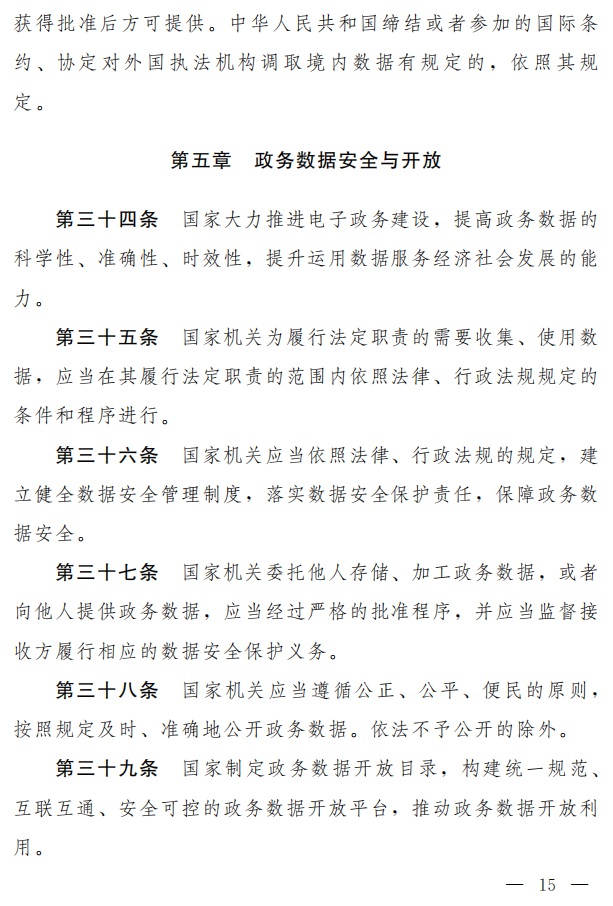 获得批准后方可提供。中华人民共和国缔结或者参加的国际条
约、协定对外国执法机构调取境内数据有规定的，依照其规
定。
第五章　政务数据安全与开放
第三十四条　国家大力推进电子政务建设，提高政务数据的
科学性、准确性、时效性，提升运用数据服务经济社会发展的能
力。
第三十五条　国家机关为履行法定职责的需要收集、使用数
据，应当在其履行法定职责的范围内依照法律、行政法规规定的
条件和程序进行。
第三十六条　国家机关应当依照法律、行政法规的规定，建
立健全数据安全管理制度，落实数据安全保护责任，保障政务数
据安全。
第三十七条　国家机关委托他人存储、加工政务数据，或者
向他人提供政务数据，应当经过严格的批准程序，并应当监督接
收方履行相应的数据安全保护义务。
第三十八条　国家机关应当遵循公正、公平、便民的原则，
按照规定及时、准确地公开政务数据。依法不予公开的除外。
第三十九条　国家制定政务数据开放目录，构建统一规范、
互联互通、安全可控的政务数据开放平台，推动政务数据开放利
用。
— 15 —